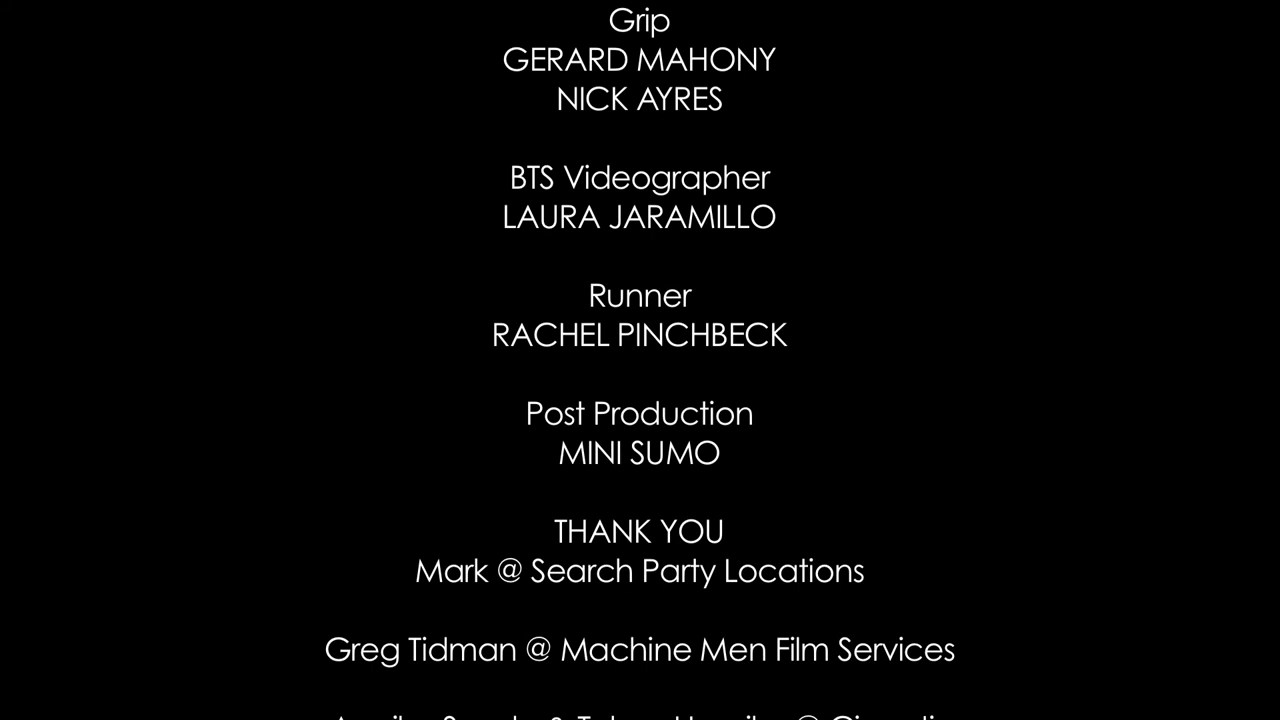 Grip
GERARD MAHONY
NICK AYRES
BTS Videographer
LAURA JARAMILLO
Runner
RACHEL PINCHBECK
Post Production
MINI SUMO
THANK YOU
Mark @ Search Party Locations
Greg Tidman @ Machine Men Film Services